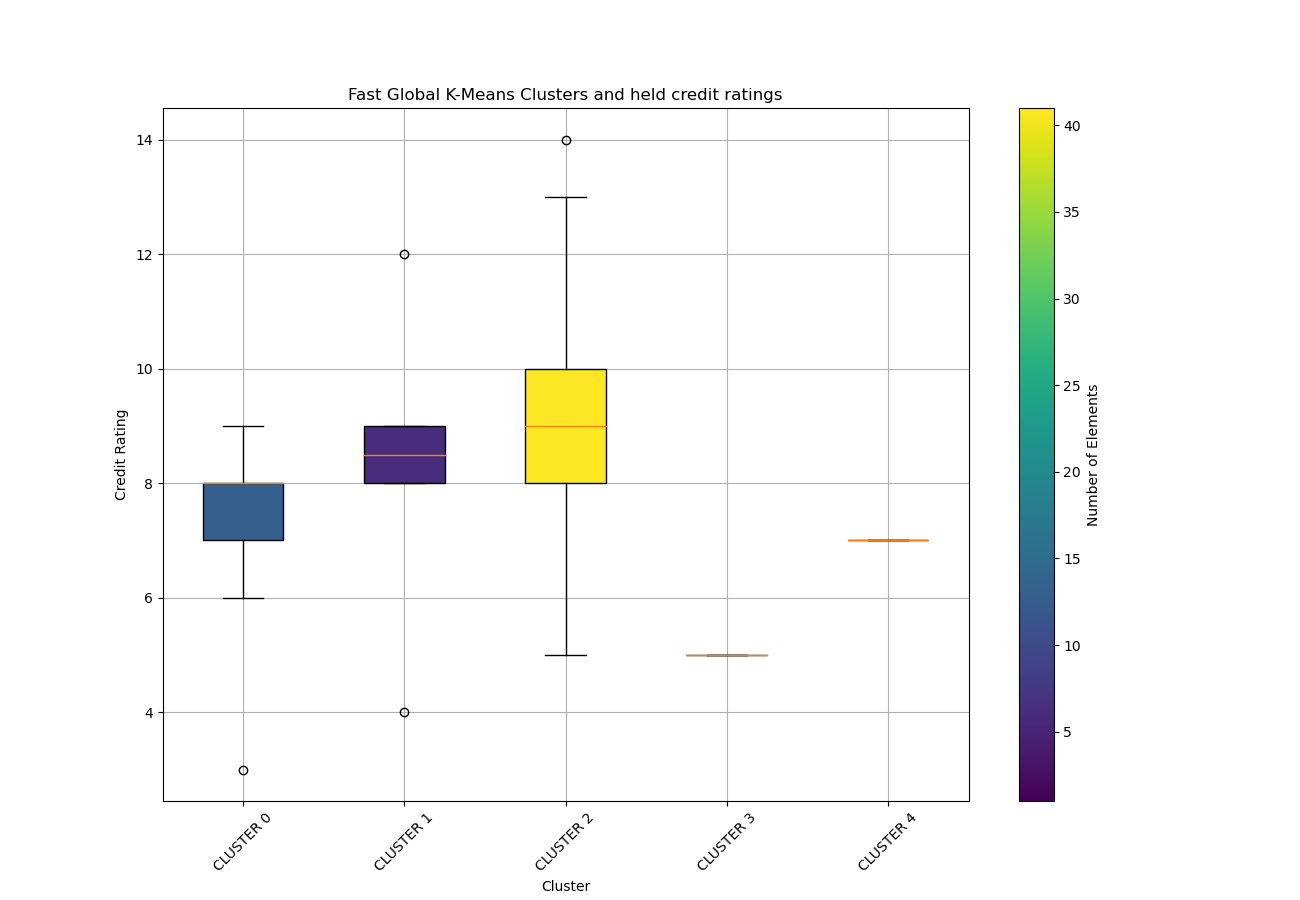 Fast Global K-Means Clusters and held credit ratings
14
12
10
8
6
4
Credit Rating
CLUSTER 0
CLUSTER 1
CLUSTER 2
CLUSTER 3
CLUSTER 4
Cluster
40
35
30
25
20
15
10
5
Number of Elements